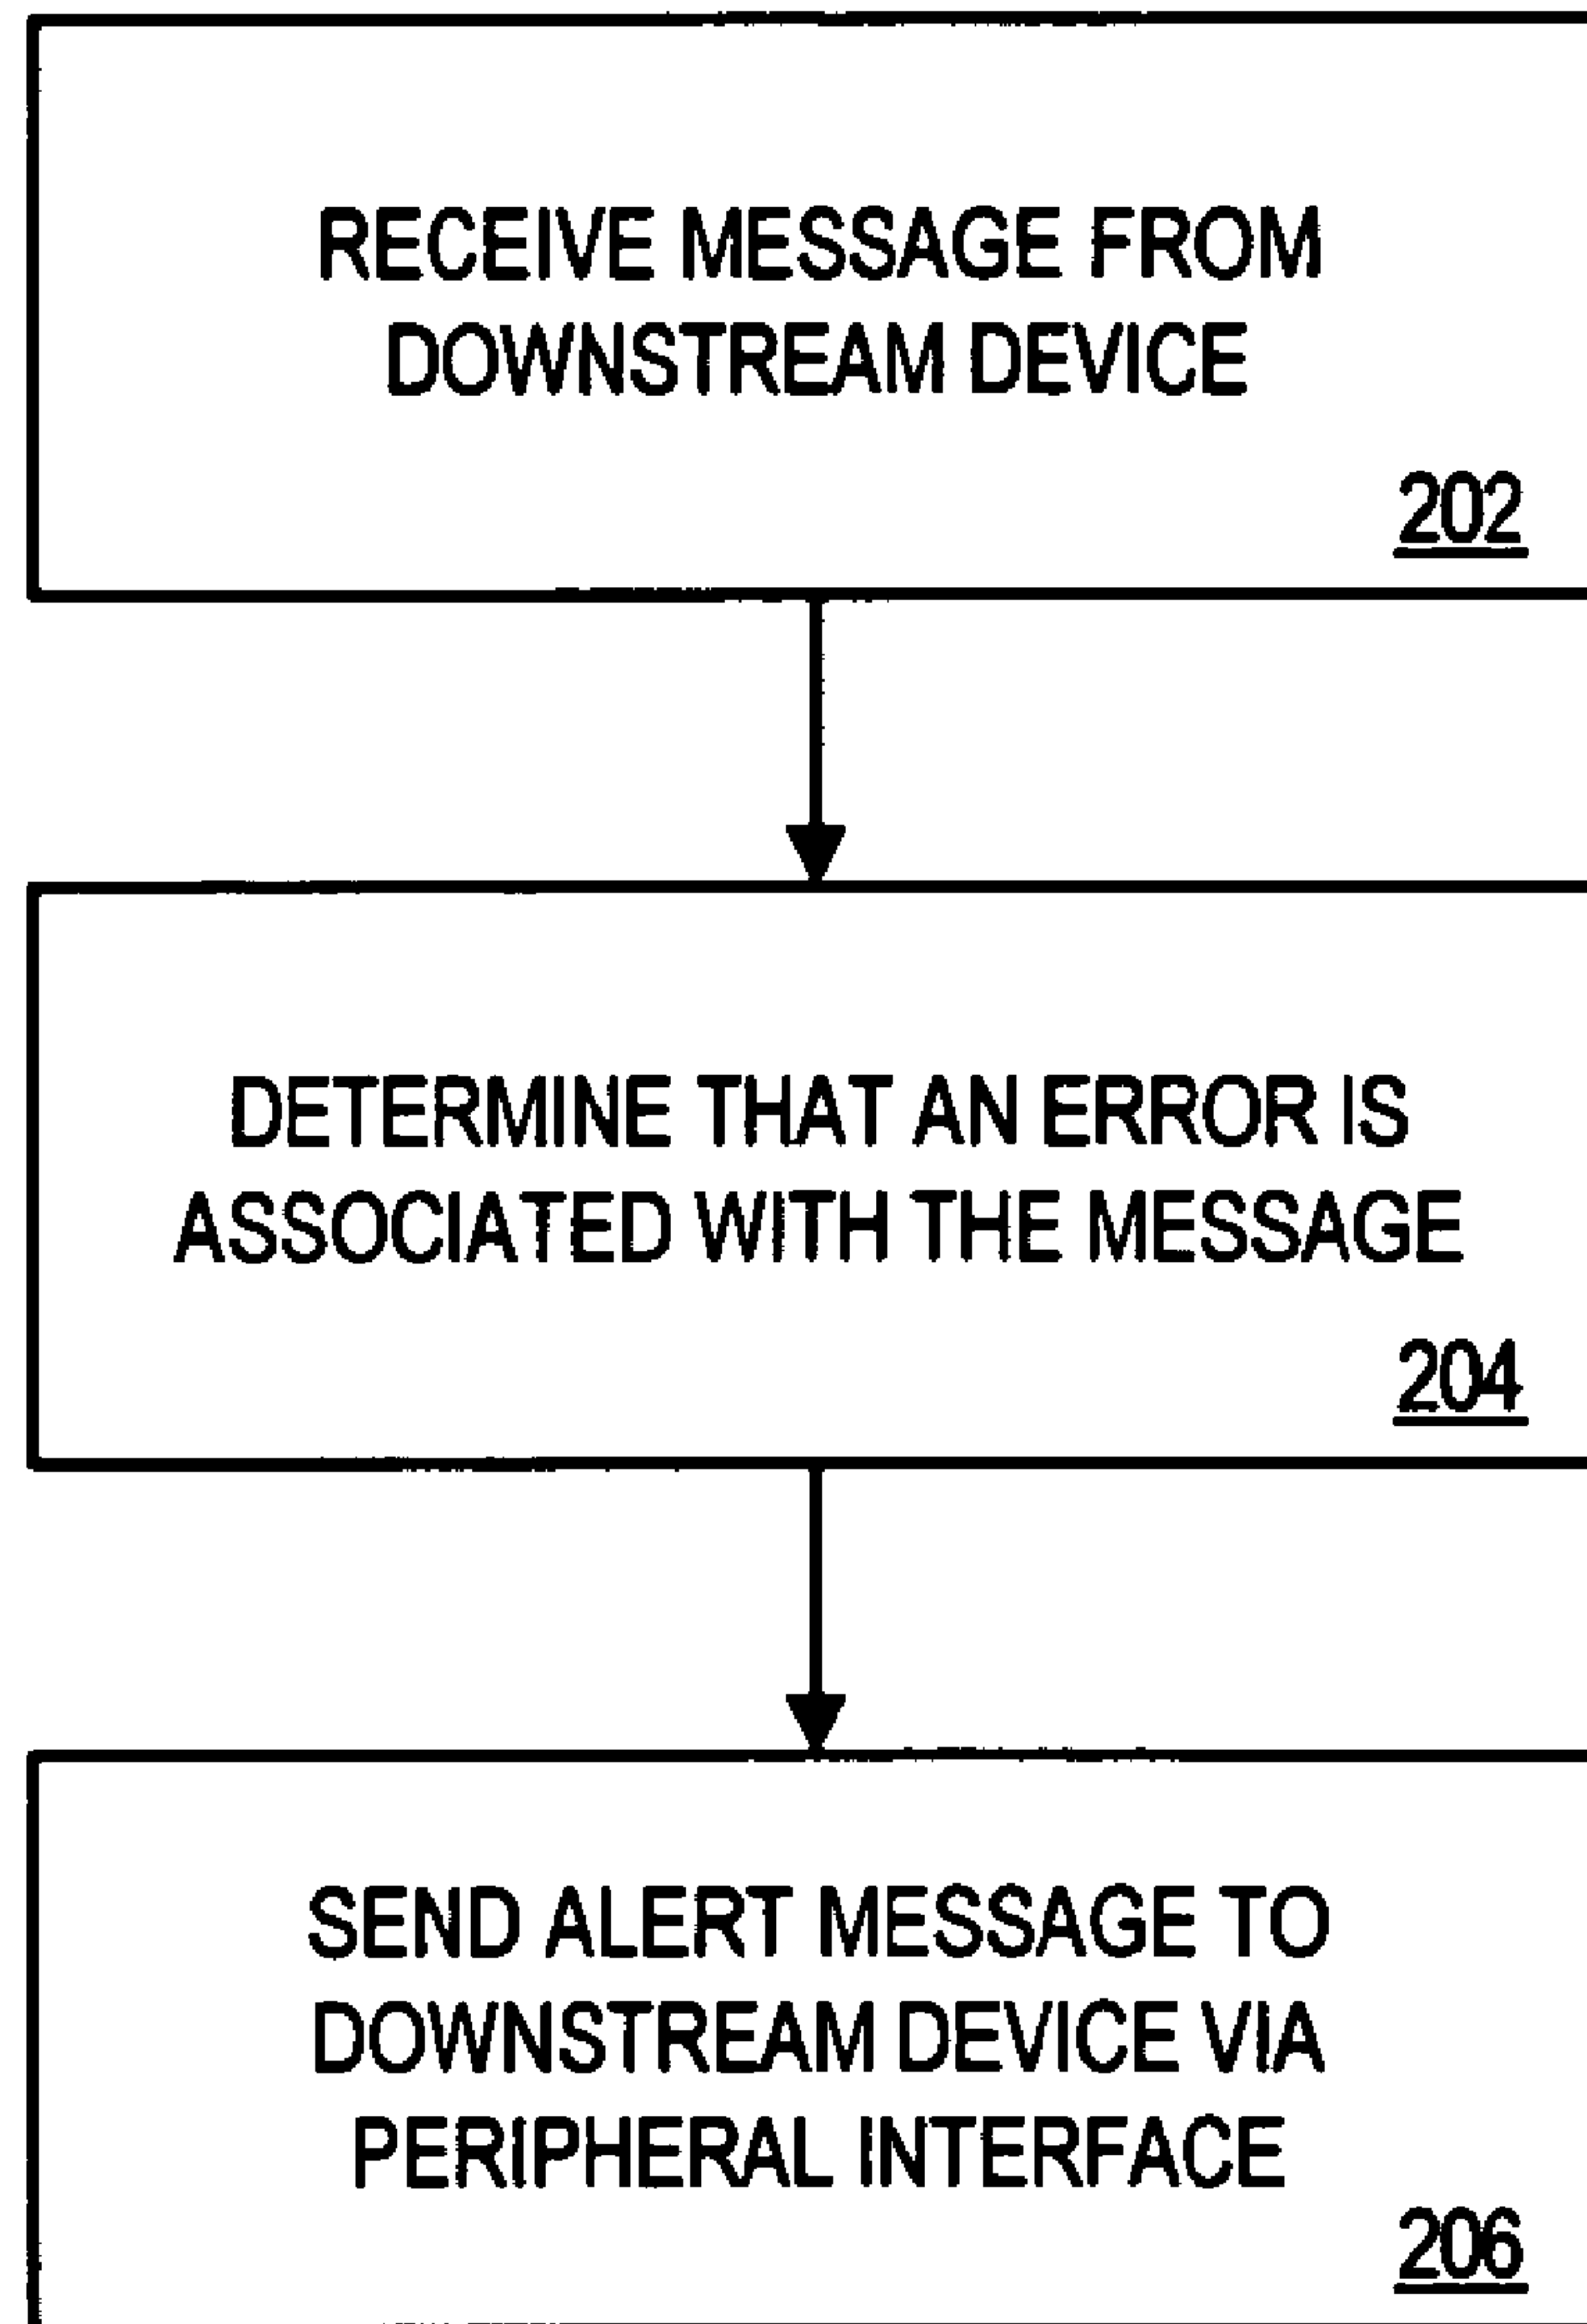 RECEIVE MESSAGE FROM
DOWNSTREAM DEVICE
202
DETERMINE THAT AN ERROR IS
ASSOCIATED WITH THE MESSAGE
204
SEND ALERT MESSAGE TO
DOWNSTREAM DEVICE VIA
PERIPHERAL INTERFACE
206